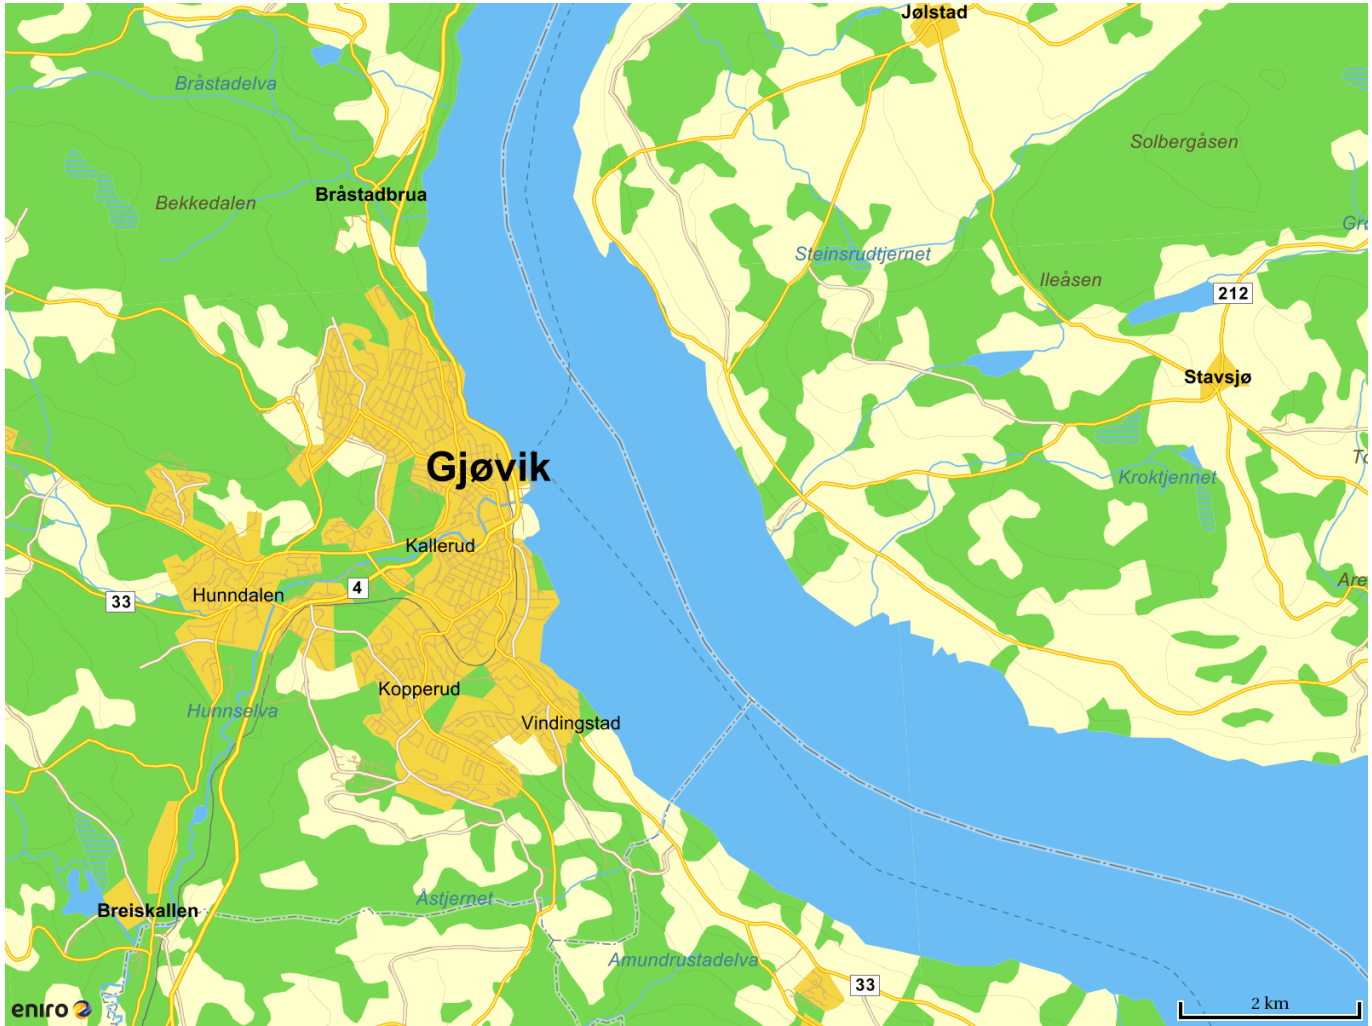 Jølstad
Bråstadelva
Solbergåsen
Bråstadbrua
Bekkedalen
Steinsrudtjernet
Ileåsen
212
Stavsjø
Gjøvik
Kroktjennet
Kallerud
4
Hunndalen
33
Kopperud
Hunnselva
Vindingstad
Åstjernet
Breiskallen
Amundrustadelva
33
eniro
2 km